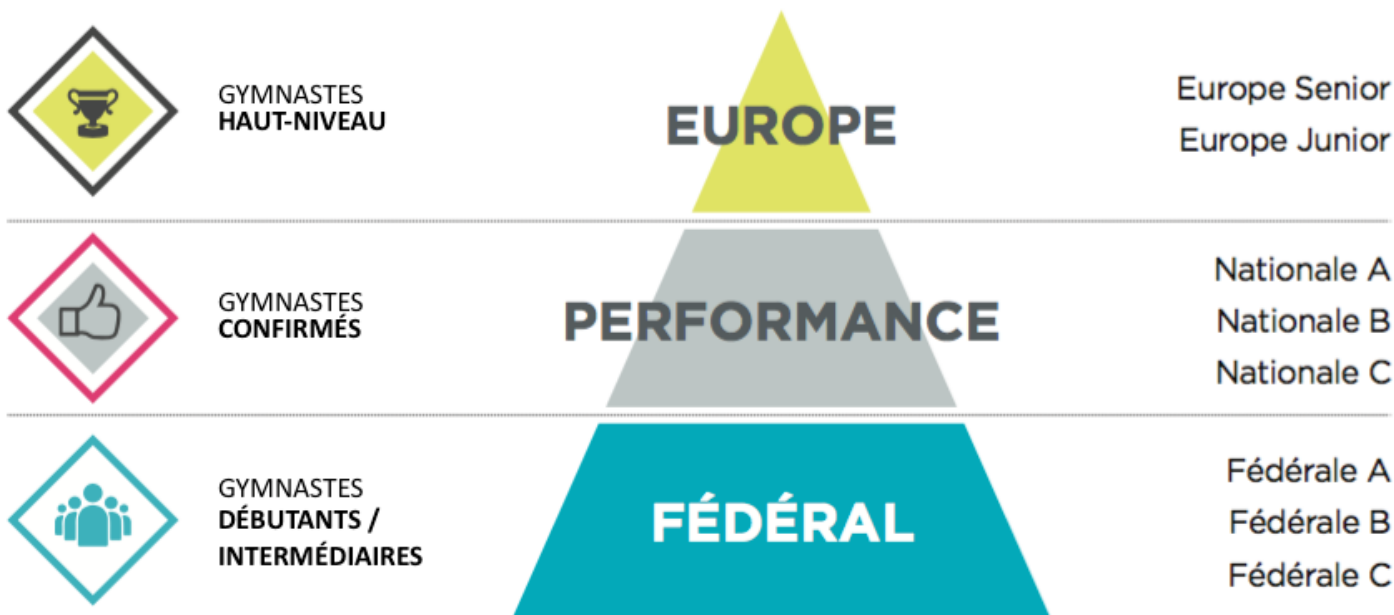 GYMNASTES
HAUT-NIVEAU
EUROPE
Europe Senior
Europe Junior
GYMNASTES
CONFIRMÉS
PERFORMANCE
Nationale A
Nationale B
Nationale C
GYMNASTES
DÉBUTANTS /
INTERMÉDIAIRES
FÉDÉRAL
Fédérale A
Fédérale B
Fédérale C